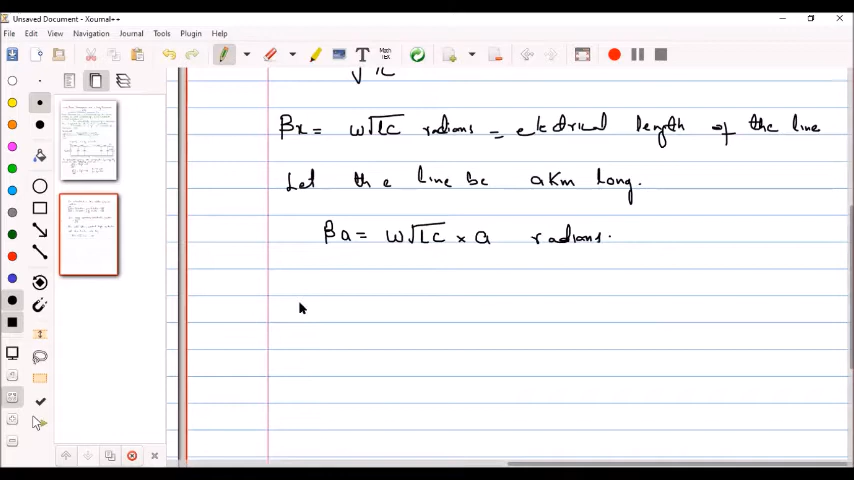 Unsaved Document - Xournal++
File Edit View Navigation Journal Tools Plugin Help
βx = w√LC radians = electrical length of the line
Let the line be a Km long.
βa = w√LC × a radians.